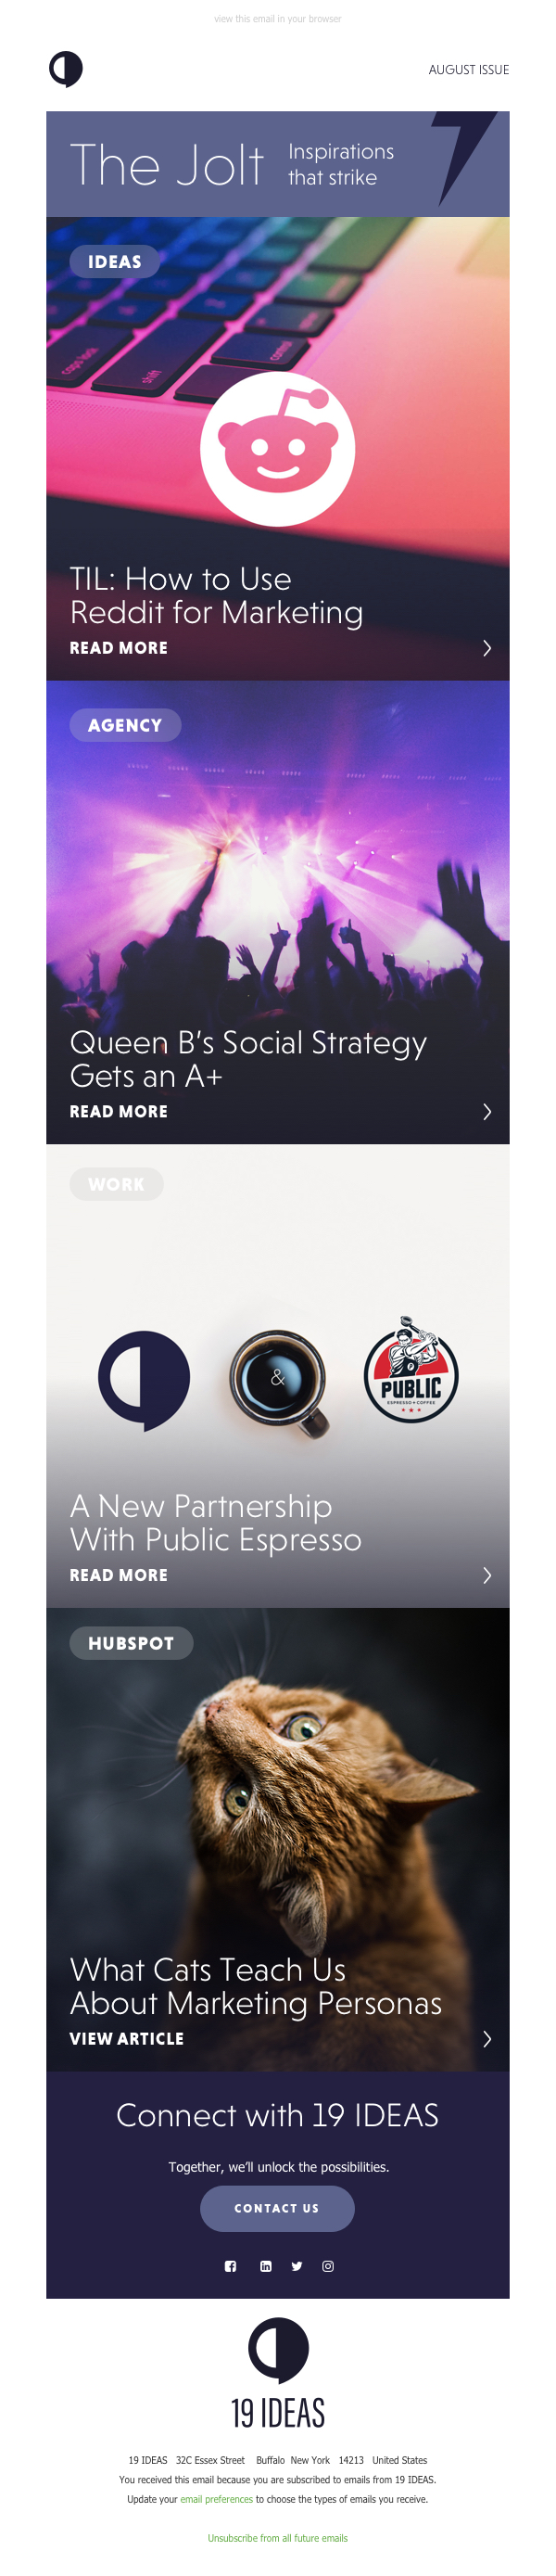 view this email in your browser
AUGUST ISSUE
The Jolt
Inspirations
that strike
IDEAS
caps lock
shift
control
TIL: How to Use
Reddit for Marketing
READ MORE
AGENCY
Queen B's Social Strategy
Gets an A+
READ MORE
WORK
&
PUBLIC
ESPRESSO + COFFEE
A New Partnership
With Public Espresso
READ MORE
HUBSPOT
What Cats Teach Us
About Marketing Personas
VIEW ARTICLE
Connect with 19 IDEAS
Together, we'll unlock the possibilities.
CONTACT US
19 IDEAS
19 IDEAS 32C Essex Street Buffalo New York 14213 United States
You received this email because you are subscribed to emails from 19 IDEAS.
Update your email preferences to choose the types of emails you receive.
Unsubscribe from all future emails